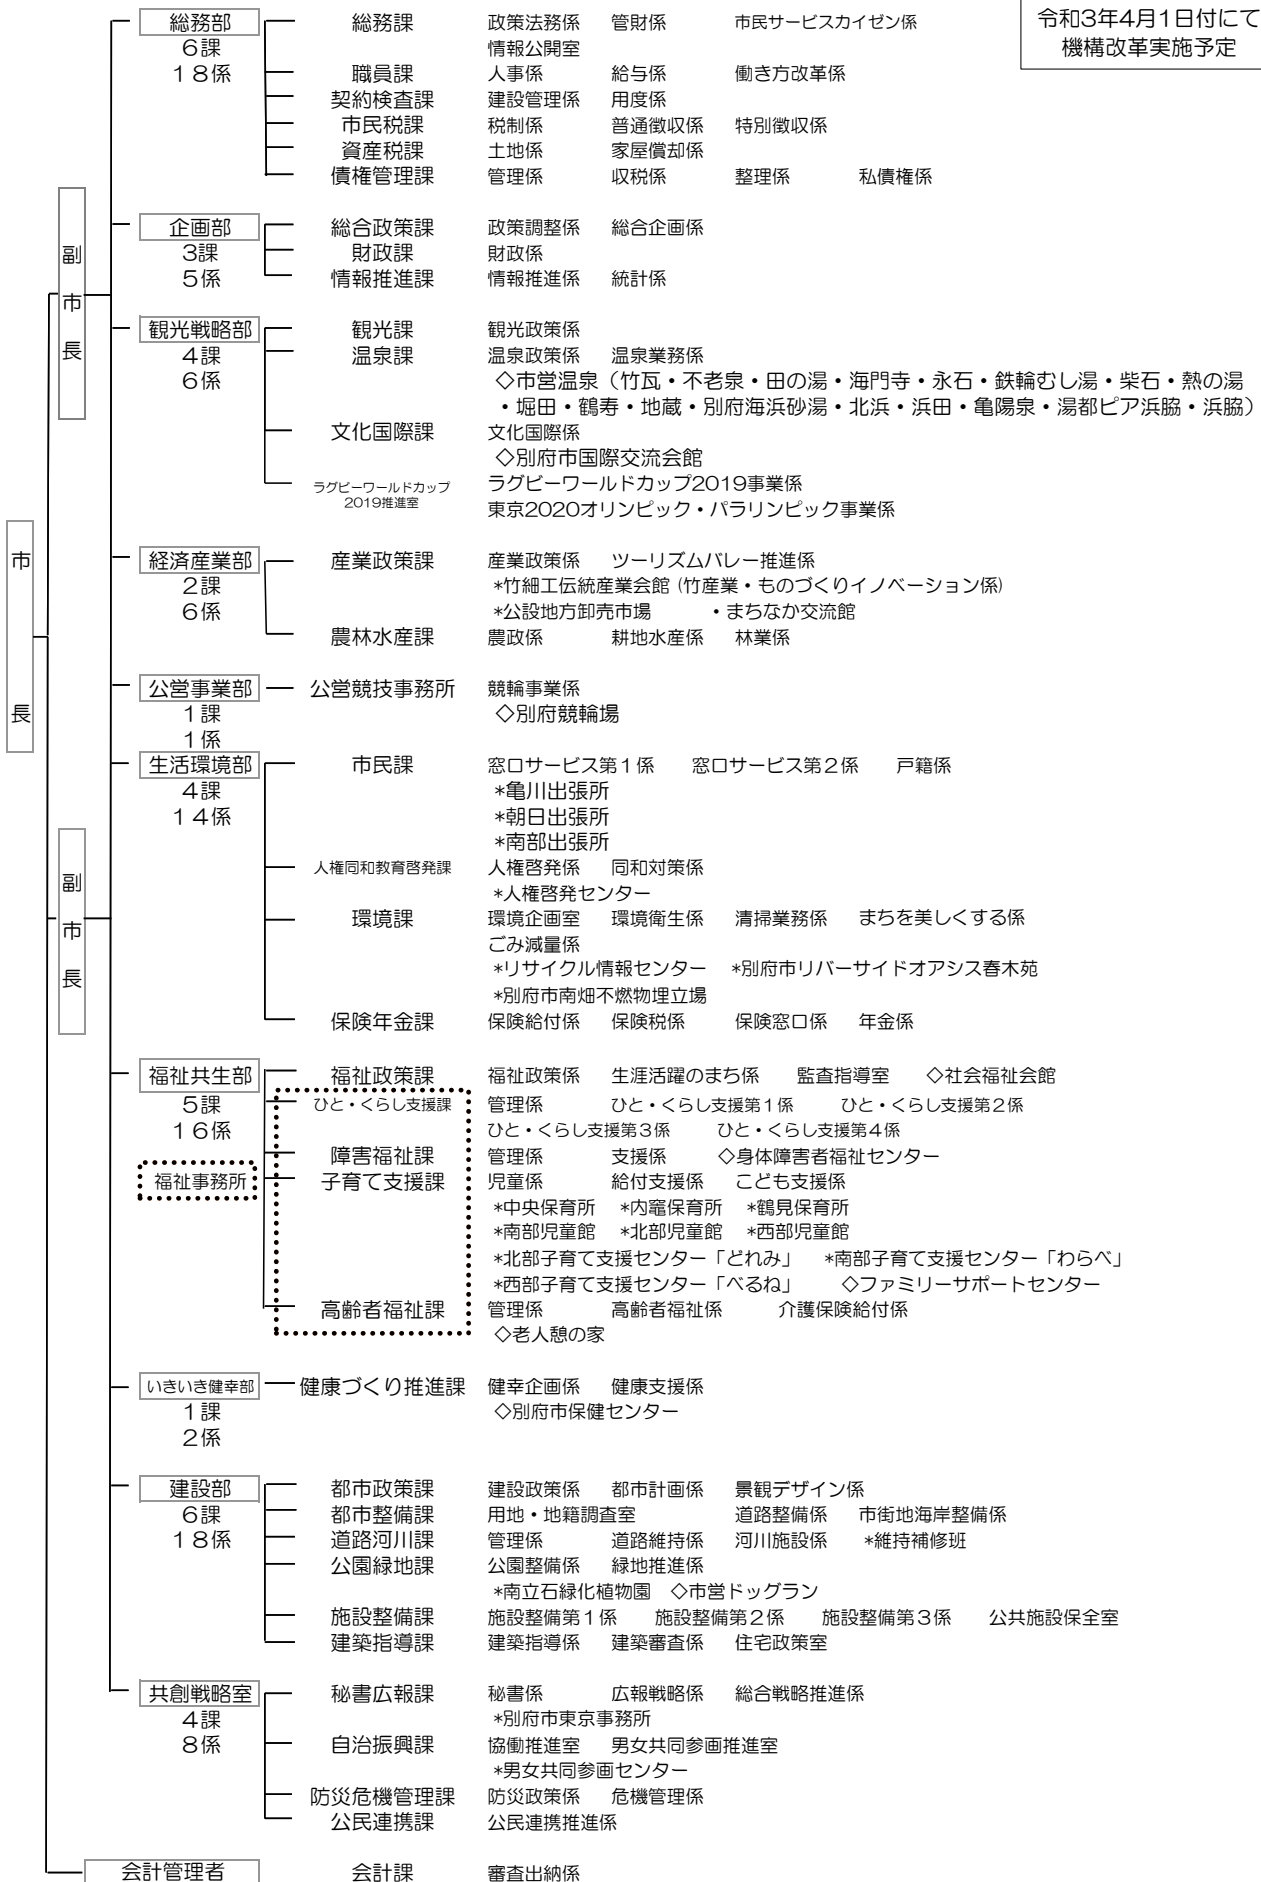 令和3年4月1日付にて
機構改革実施予定
市長
副市長
副市長
総務部
6課
18係
総務課 政策法務係 管財係 市民サービスカイゼン係
情報公開室
職員課 人事係 給与係 働き方改革係
契約検査課 建設管理係 用度係
市民税課 税制係 普通徴収係 特別徴収係
資産税課 土地係 家屋償却係
債権管理課 管理係 収税係 整理係 私債権係
企画部
3課
5係
総合政策課 政策調整係 総合企画係
財政課 財政係
情報推進課 情報推進係 統計係
観光戦略部
4課
6係
観光課 観光政策係
温泉課 温泉政策係 温泉業務係
◇市営温泉（竹瓦・不老泉・田の湯・海門寺・永石・鉄輪むし湯・柴石・熱の湯
・堀田・鶴寿・地蔵・別府海浜砂湯・北浜・浜田・亀陽泉・湯都ピア浜脇・浜脇）
文化国際課 文化国際係
◇別府市国際交流会館
ラグビーワールドカップ
2019推進室
ラグビーワールドカップ2019事業係
東京2020オリンピック・パラリンピック事業係
経済産業部
2課
6係
産業政策課 産業政策係 ツーリズムバレー推進係
*竹細工伝統産業会館(竹産業・ものづくりイノベーション係)
*公設地方卸売市場 ・まちなか交流館
農林水産課 農政係 耕地水産係 林業係
公営事業部
1課
1係
公営競技事務所 競輪事業係
◇別府競輪場
生活環境部
4課
14係
市民課 窓口サービス第1係 窓口サービス第2係 戸籍係
*亀川出張所
*朝日出張所
*南部出張所
人権同和教育啓発課 人権啓発係 同和対策係
*人権啓発センター
環境課 環境企画室 環境衛生係 清掃業務係 まちを美しくする係
ごみ減量係
*リサイクル情報センター *別府市リバーサイドオアシス春木苑
*別府市南畑不燃物埋立場
保険年金課 保険給付係 保険税係 保険窓口係 年金係
福祉共生部
5課
16係
福祉事務所
福祉政策課 福祉政策係 生涯活躍のまち係 監査指導室 ◇社会福祉会館
ひと・くらし支援課 管理係 ひと・くらし支援第1係 ひと・くらし支援第2係
ひと・くらし支援第3係 ひと・くらし支援第4係
障害福祉課 管理係 支援係 ◇身体障害者福祉センター
子育て支援課 児童係 給付支援係 こども支援係
*中央保育所 *内竈保育所 *鶴見保育所
*南部児童館 *北部児童館 *西部児童館
*北部子育て支援センター「どれみ」 *南部子育て支援センター「わらべ」
*西部子育て支援センター「べるね」 ◇ファミリーサポートセンター
高齢者福祉課 管理係 高齢者福祉係 介護保険給付係
◇老人憩の家
いきいき健幸部
1課
2係
健康づくり推進課 健幸企画係 健康支援係
◇別府市保健センター
建設部
6課
18係
都市政策課 建設政策係 都市計画係 景観デザイン係
都市整備課 用地・地籍調査室 道路整備係 市街地海岸整備係
道路河川課 管理係 道路維持係 河川施設係 *維持補修班
公園緑地課 公園整備係 緑地推進係
*南立石緑化植物園 ◇市営ドッグラン
施設整備課 施設整備第1係 施設整備第2係 施設整備第3係 公共施設保全室
建築指導課 建築指導係 建築審査係 住宅政策室
共創戦略室
4課
8係
秘書広報課 秘書係 広報戦略係 総合戦略推進係
*別府市東京事務所
自治振興課 協働推進室 男女共同参画推進室
*男女共同参画センター
防災危機管理課 防災政策係 危機管理係
公民連携課 公民連携推進係
会計管理者 会計課 審査出納係